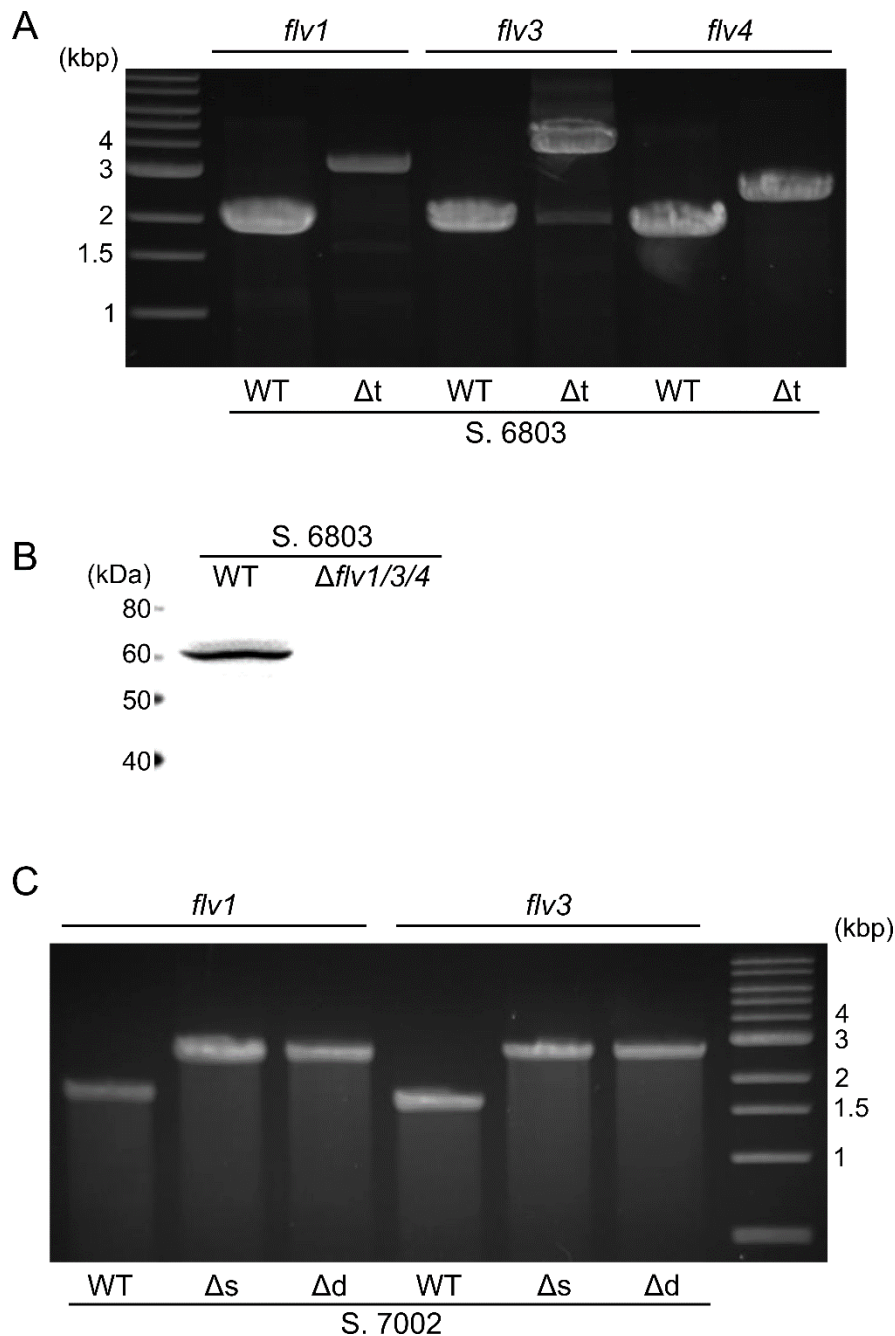 A
flv1 flv3 flv4
(kbp)
4
3
2
1.5
1
WT Δt WT Δt WT Δt
S. 6803
B
S. 6803
(kDa) WT Δflv1/3/4
80
60
50
40
C
flv1 flv3
(kbp)
4
3
2
1.5
1
WT Δs Δd WT Δs Δd
S. 7002